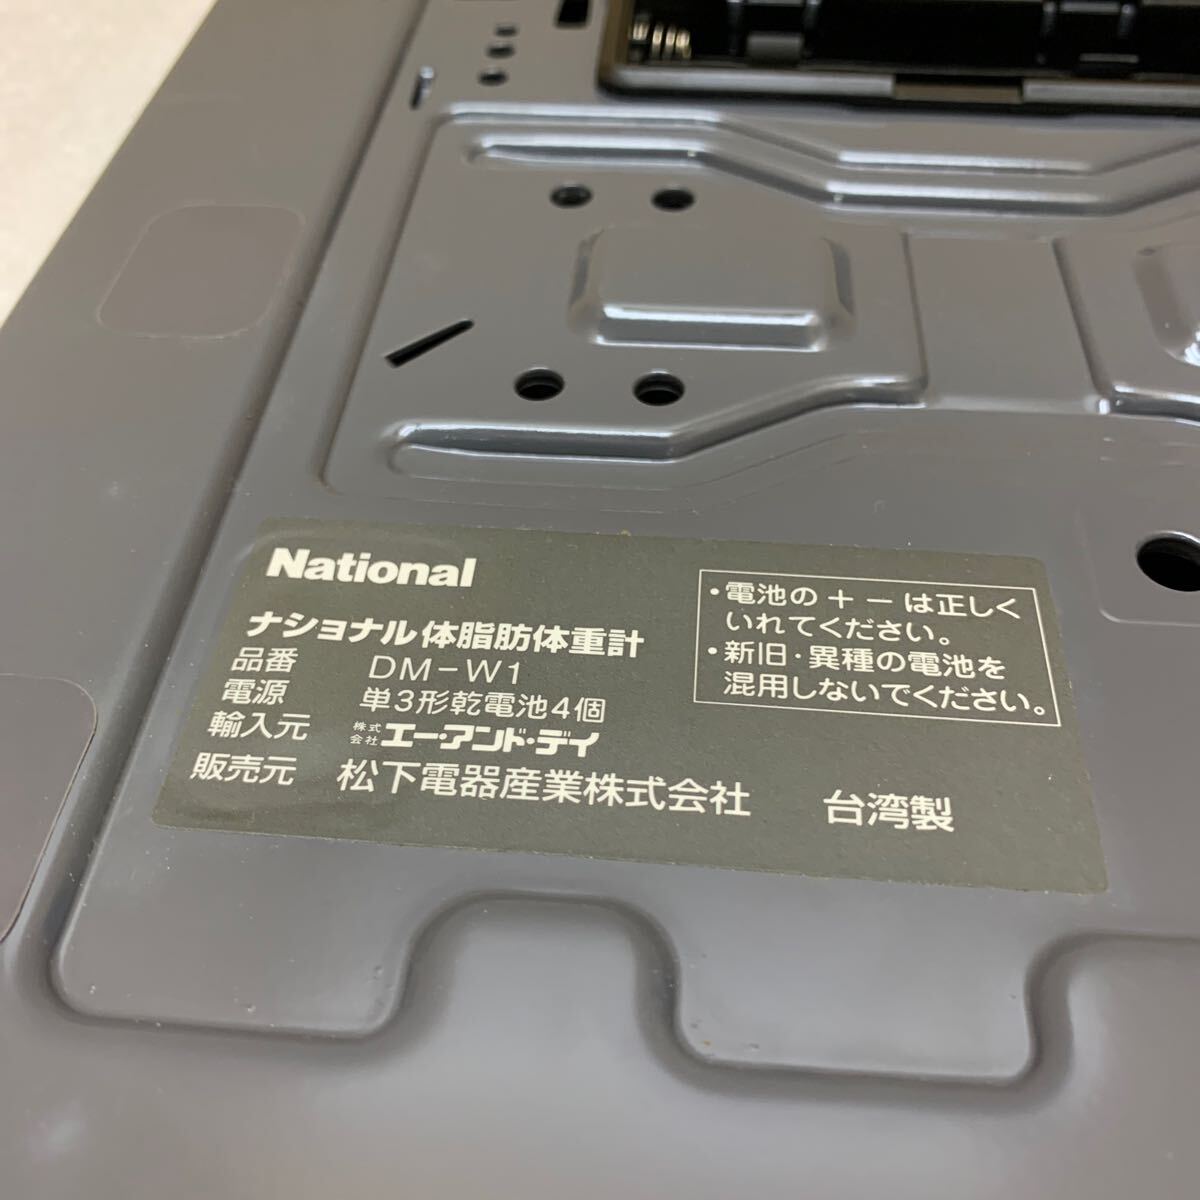 National
ナショナル体脂肪体重計
品番 DM-W1
電源 単3形乾電池4個
輸入元 株式会社 エー・アンド・デイ
販売元 松下電器産業株式会社 台湾製
・電池の＋－は正しく
いれてください。
・新旧・異種の電池を
混用しないでください。